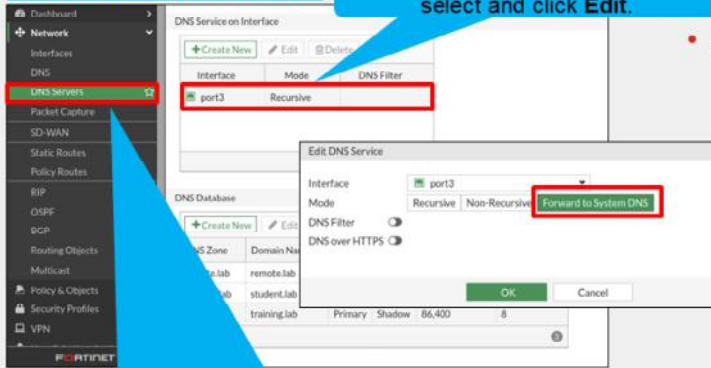 select and click Edit.
Dashboard
Network
Interfaces
DNS
DNS Servers
Packet Capture
SD-WAN
Static Routes
Policy Routes
RIP
OSPF
BGP
Routing Objects
Multicast
Policy & Objects
Security Profiles
VPN
FORTINET
DNS Service on Interface
+Create New Edit Delete
Interface Mode DNS Filter
port3 Recursive
DNS Database
+Create New Edit
Zone Domain Na
e.lab remote.lab
lab student.lab
training.lab Primary Shadow 86,400 8
3
Edit DNS Service
Interface port3
Mode Recursive Non-Recursive Forward to System DNS
DNS Filter
DNS over HTTPS
OK Cancel